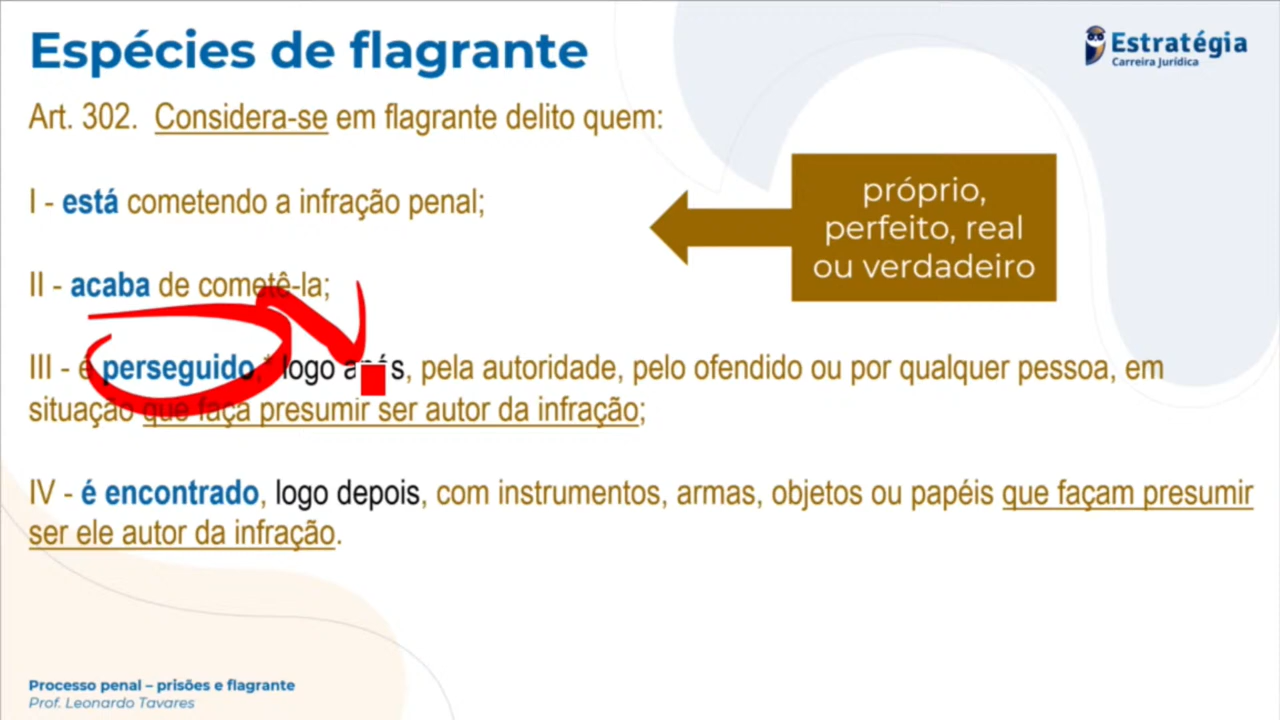 Espécies de flagrante
Estratégia
Carreira Jurídica
Art. 302. Considera-se em flagrante delito quem:
I - está cometendo a infração penal;
próprio,
perfeito, real
ou verdadeiro
II - acaba de cometê-la;
III - é perseguido,* logo após, pela autoridade, pelo ofendido ou por qualquer pessoa, em
situação que faça presumir ser autor da infração;
IV - é encontrado, logo depois, com instrumentos, armas, objetos ou papéis que façam presumir
ser ele autor da infração.
Processo penal – prisões e flagrante
Prof. Leonardo Tavares